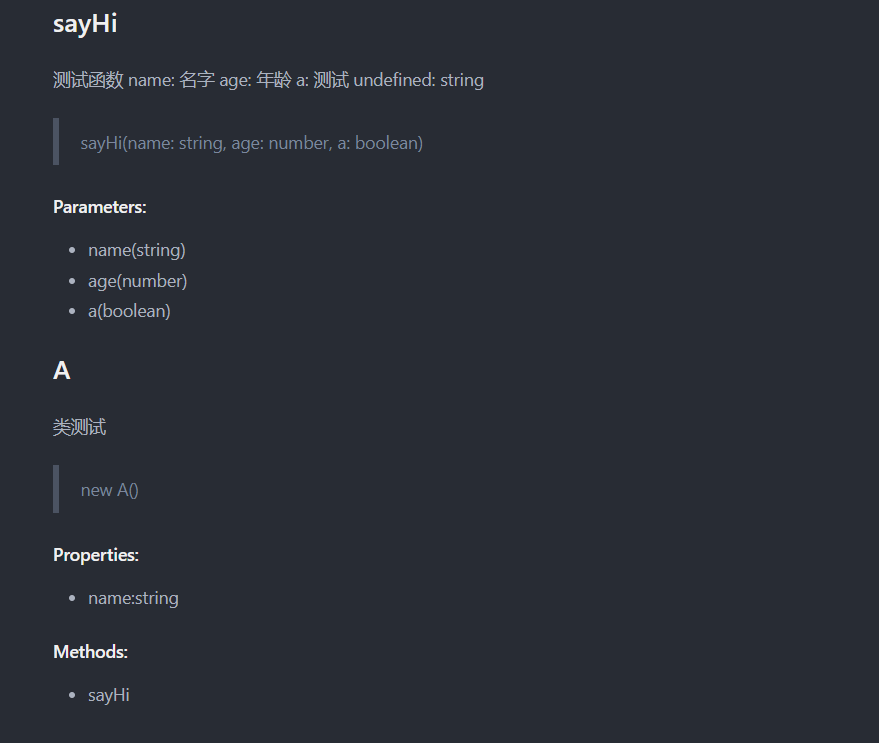 sayHi
测试函数 name: 名字 age: 年龄 a: 测试 undefined: string
sayHi(name: string, age: number, a: boolean)
Parameters:
name(string)
age(number)
a(boolean)
A
类测试
new A()
Properties:
name:string
Methods:
sayHi